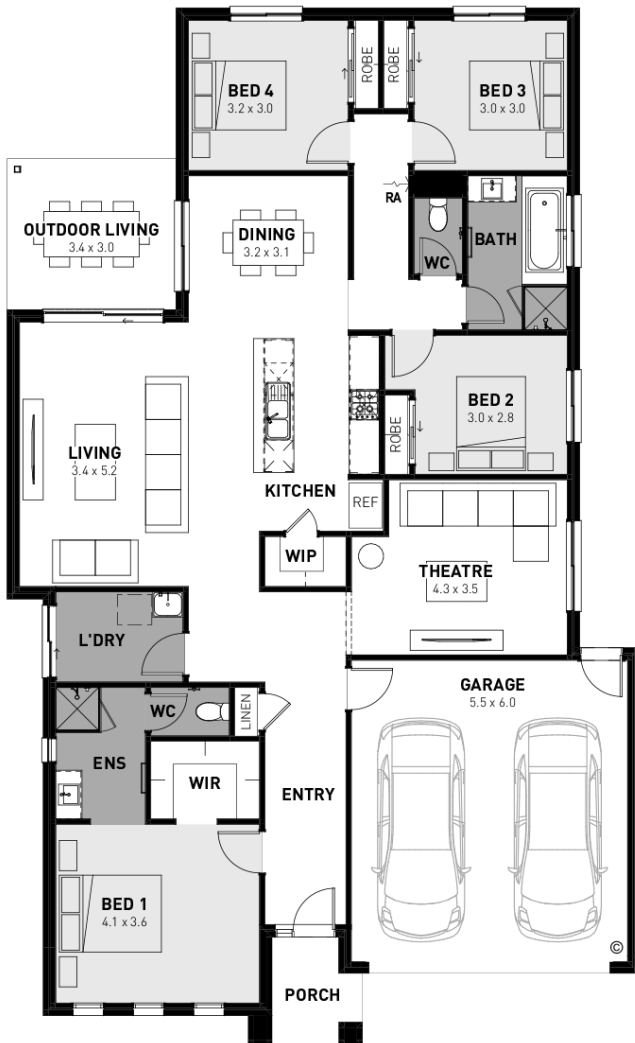 BED 4
3.2 x 3.0
ROBE
ROBE
BED 3
3.0 x 3.0
RA
OUTDOOR LIVING
3.4 x 3.0
DINING
3.2 x 3.1
WC
BATH
BED 2
3.0 x 2.8
ROBE
LIVING
3.4 x 5.2
KITCHEN
REF
WIP
THEATRE
4.3 x 3.5
L'DRY
GARAGE
5.5 x 6.0
WC
LINEN
ENS
WIR
ENTRY
BED 1
4.1 x 3.6
©
PORCH